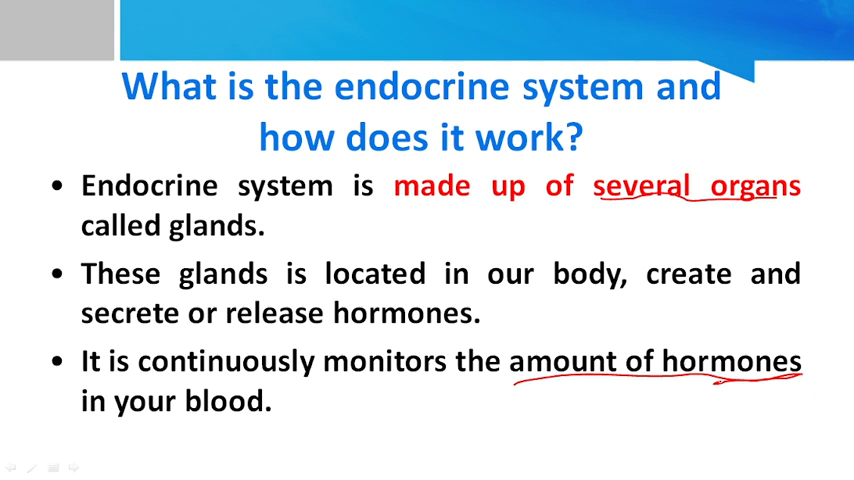 What is the endocrine system and
how does it work?
• Endocrine system is made up of several organs
called glands.
• These glands is located in our body, create and
secrete or release hormones.
• It is continuously monitors the amount of hormones
in your blood.